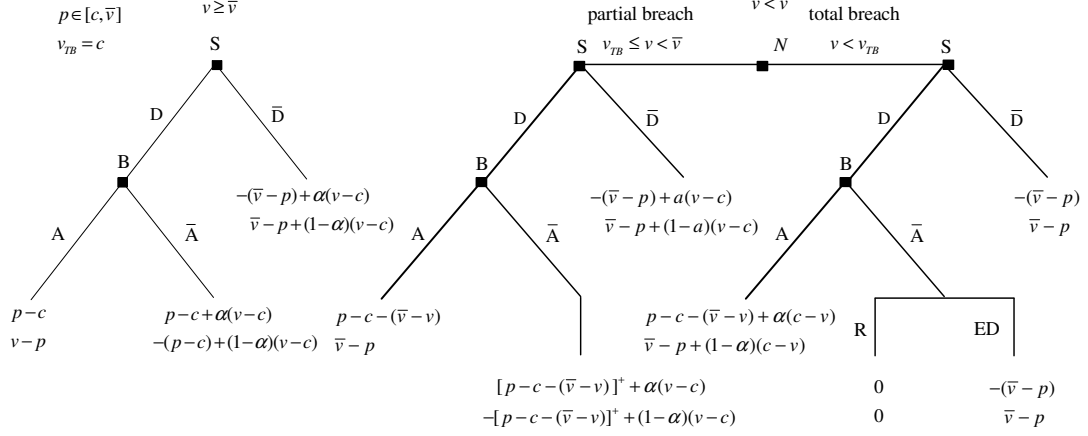 p∈[c,v̄]
v ≥ v̄
v_TB = c
S
D
D̄
B
−(v̄−p)+α(v−c)
v̄−p+(1−α)(v−c)
A
Ā
p−c
v−p
p−c+α(v−c)
−(p−c)+(1−α)(v−c)
partial breach
v_TB ≤ v < v̄
S
D
D̄
B
−(v̄−p)+a(v−c)
v̄−p+(1−a)(v−c)
A
Ā
p−c−(v̄−v)
v̄−p
[p−c−(v̄−v)]⁺+α(v−c)
−[p−c−(v̄−v)]⁺+(1−α)(v−c)
N
total breach
v < v_TB
S
D
D̄
B
−(v̄−p)
v̄−p
A
Ā
p−c−(v̄−v)+α(c−v)
v̄−p+(1−α)(c−v)
R
ED
0
0
−(v̄−p)
v̄−p